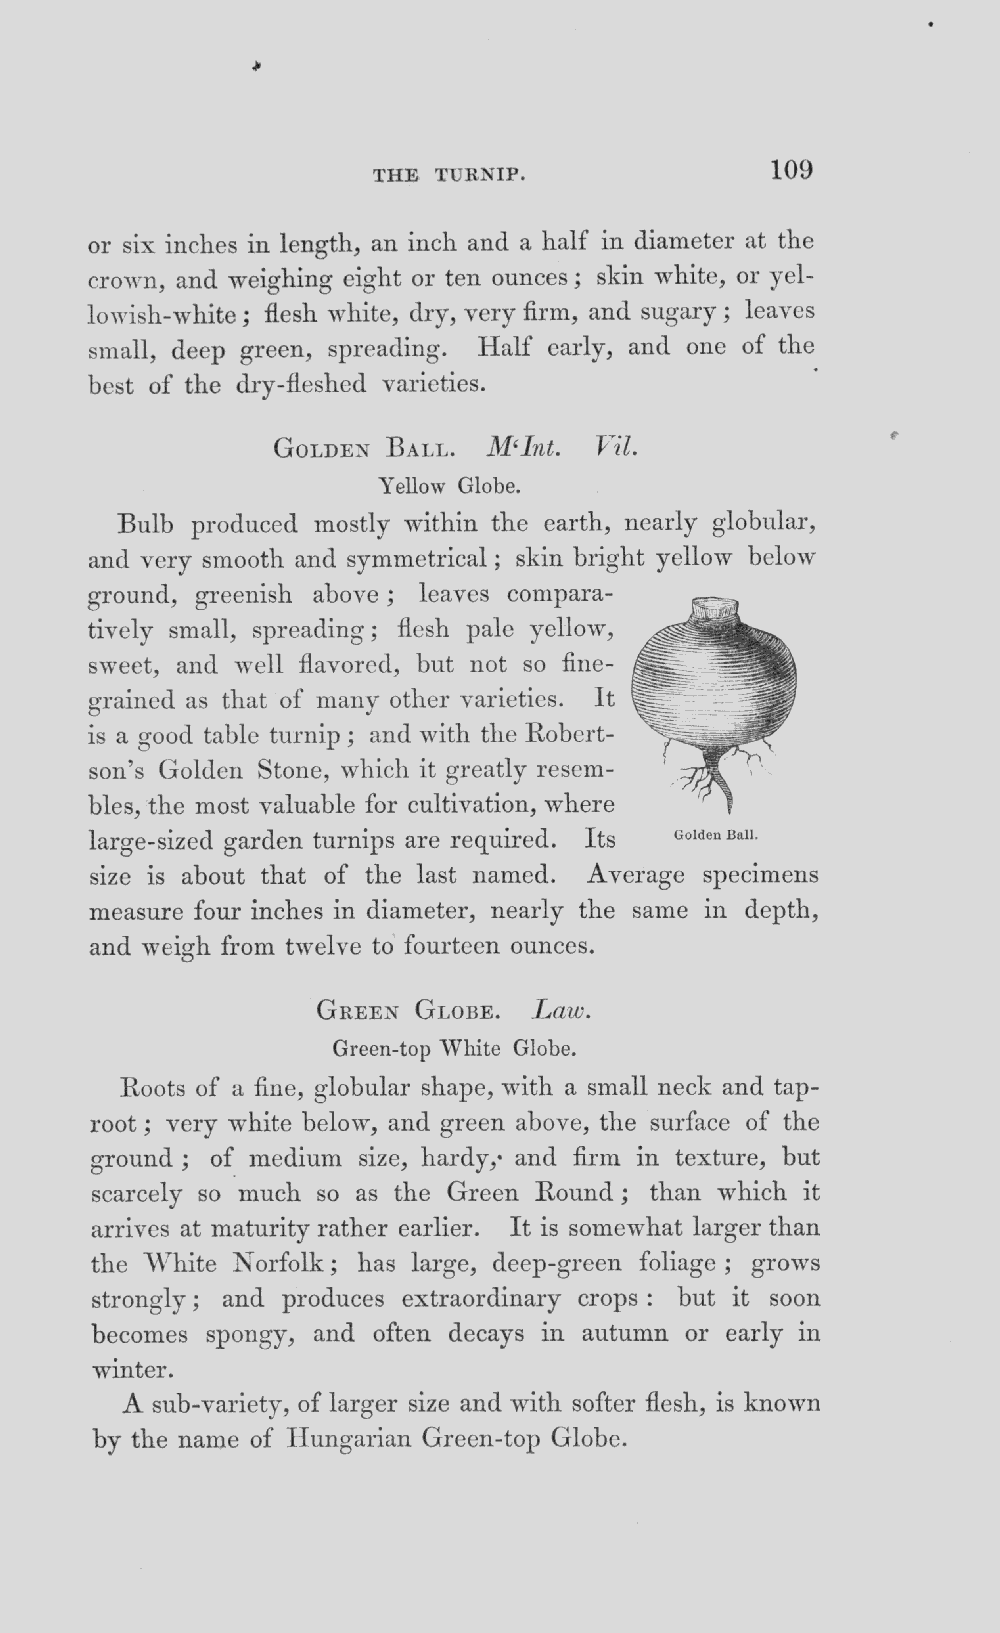 THE TURNIP. 109
or six inches in length, an inch and a half in diameter at the
crown, and weighing eight or ten ounces; skin white, or yel-
lowish-white; flesh white, dry, very firm, and sugary; leaves
small, deep green, spreading. Half early, and one of the
best of the dry-fleshed varieties.
GOLDEN BALL. M‘Int. Vil.
Yellow Globe.
Bulb produced mostly within the earth, nearly globular,
and very smooth and symmetrical; skin bright yellow below
ground, greenish above; leaves compara-
tively small, spreading; flesh pale yellow,
sweet, and well flavored, but not so fine-
grained as that of many other varieties. It
is a good table turnip; and with the Robert-
son's Golden Stone, which it greatly resem-
bles, the most valuable for cultivation, where
large-sized garden turnips are required. Its
Golden Ball.
size is about that of the last named. Average specimens
measure four inches in diameter, nearly the same in depth,
and weigh from twelve to fourteen ounces.
GREEN GLOBE. Law.
Green-top White Globe.
Roots of a fine, globular shape, with a small neck and tap-
root; very white below, and green above, the surface of the
ground; of medium size, hardy, and firm in texture, but
scarcely so much so as the Green Round; than which it
arrives at maturity rather earlier. It is somewhat larger than
the White Norfolk; has large, deep-green foliage; grows
strongly; and produces extraordinary crops: but it soon
becomes spongy, and often decays in autumn or early in
winter.
A sub-variety, of larger size and with softer flesh, is known
by the name of Hungarian Green-top Globe.